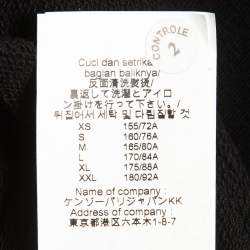 CONTROLE
2
Cuci dan setrika
bagian baliknya/
反面清洗熨烫/
裏返して洗濯とアイロ
ン掛けを行って下さい。/
뒤집어서 세탁 및 다림질할 것
XS 155/72A
S 160/76A
M 165/80A
L 170/84A
XL 175/88A
XXL 180/92A
Name of company :
ケンゾーパリジャパンKK
Address of company :
東京都港区六本木1-8-7